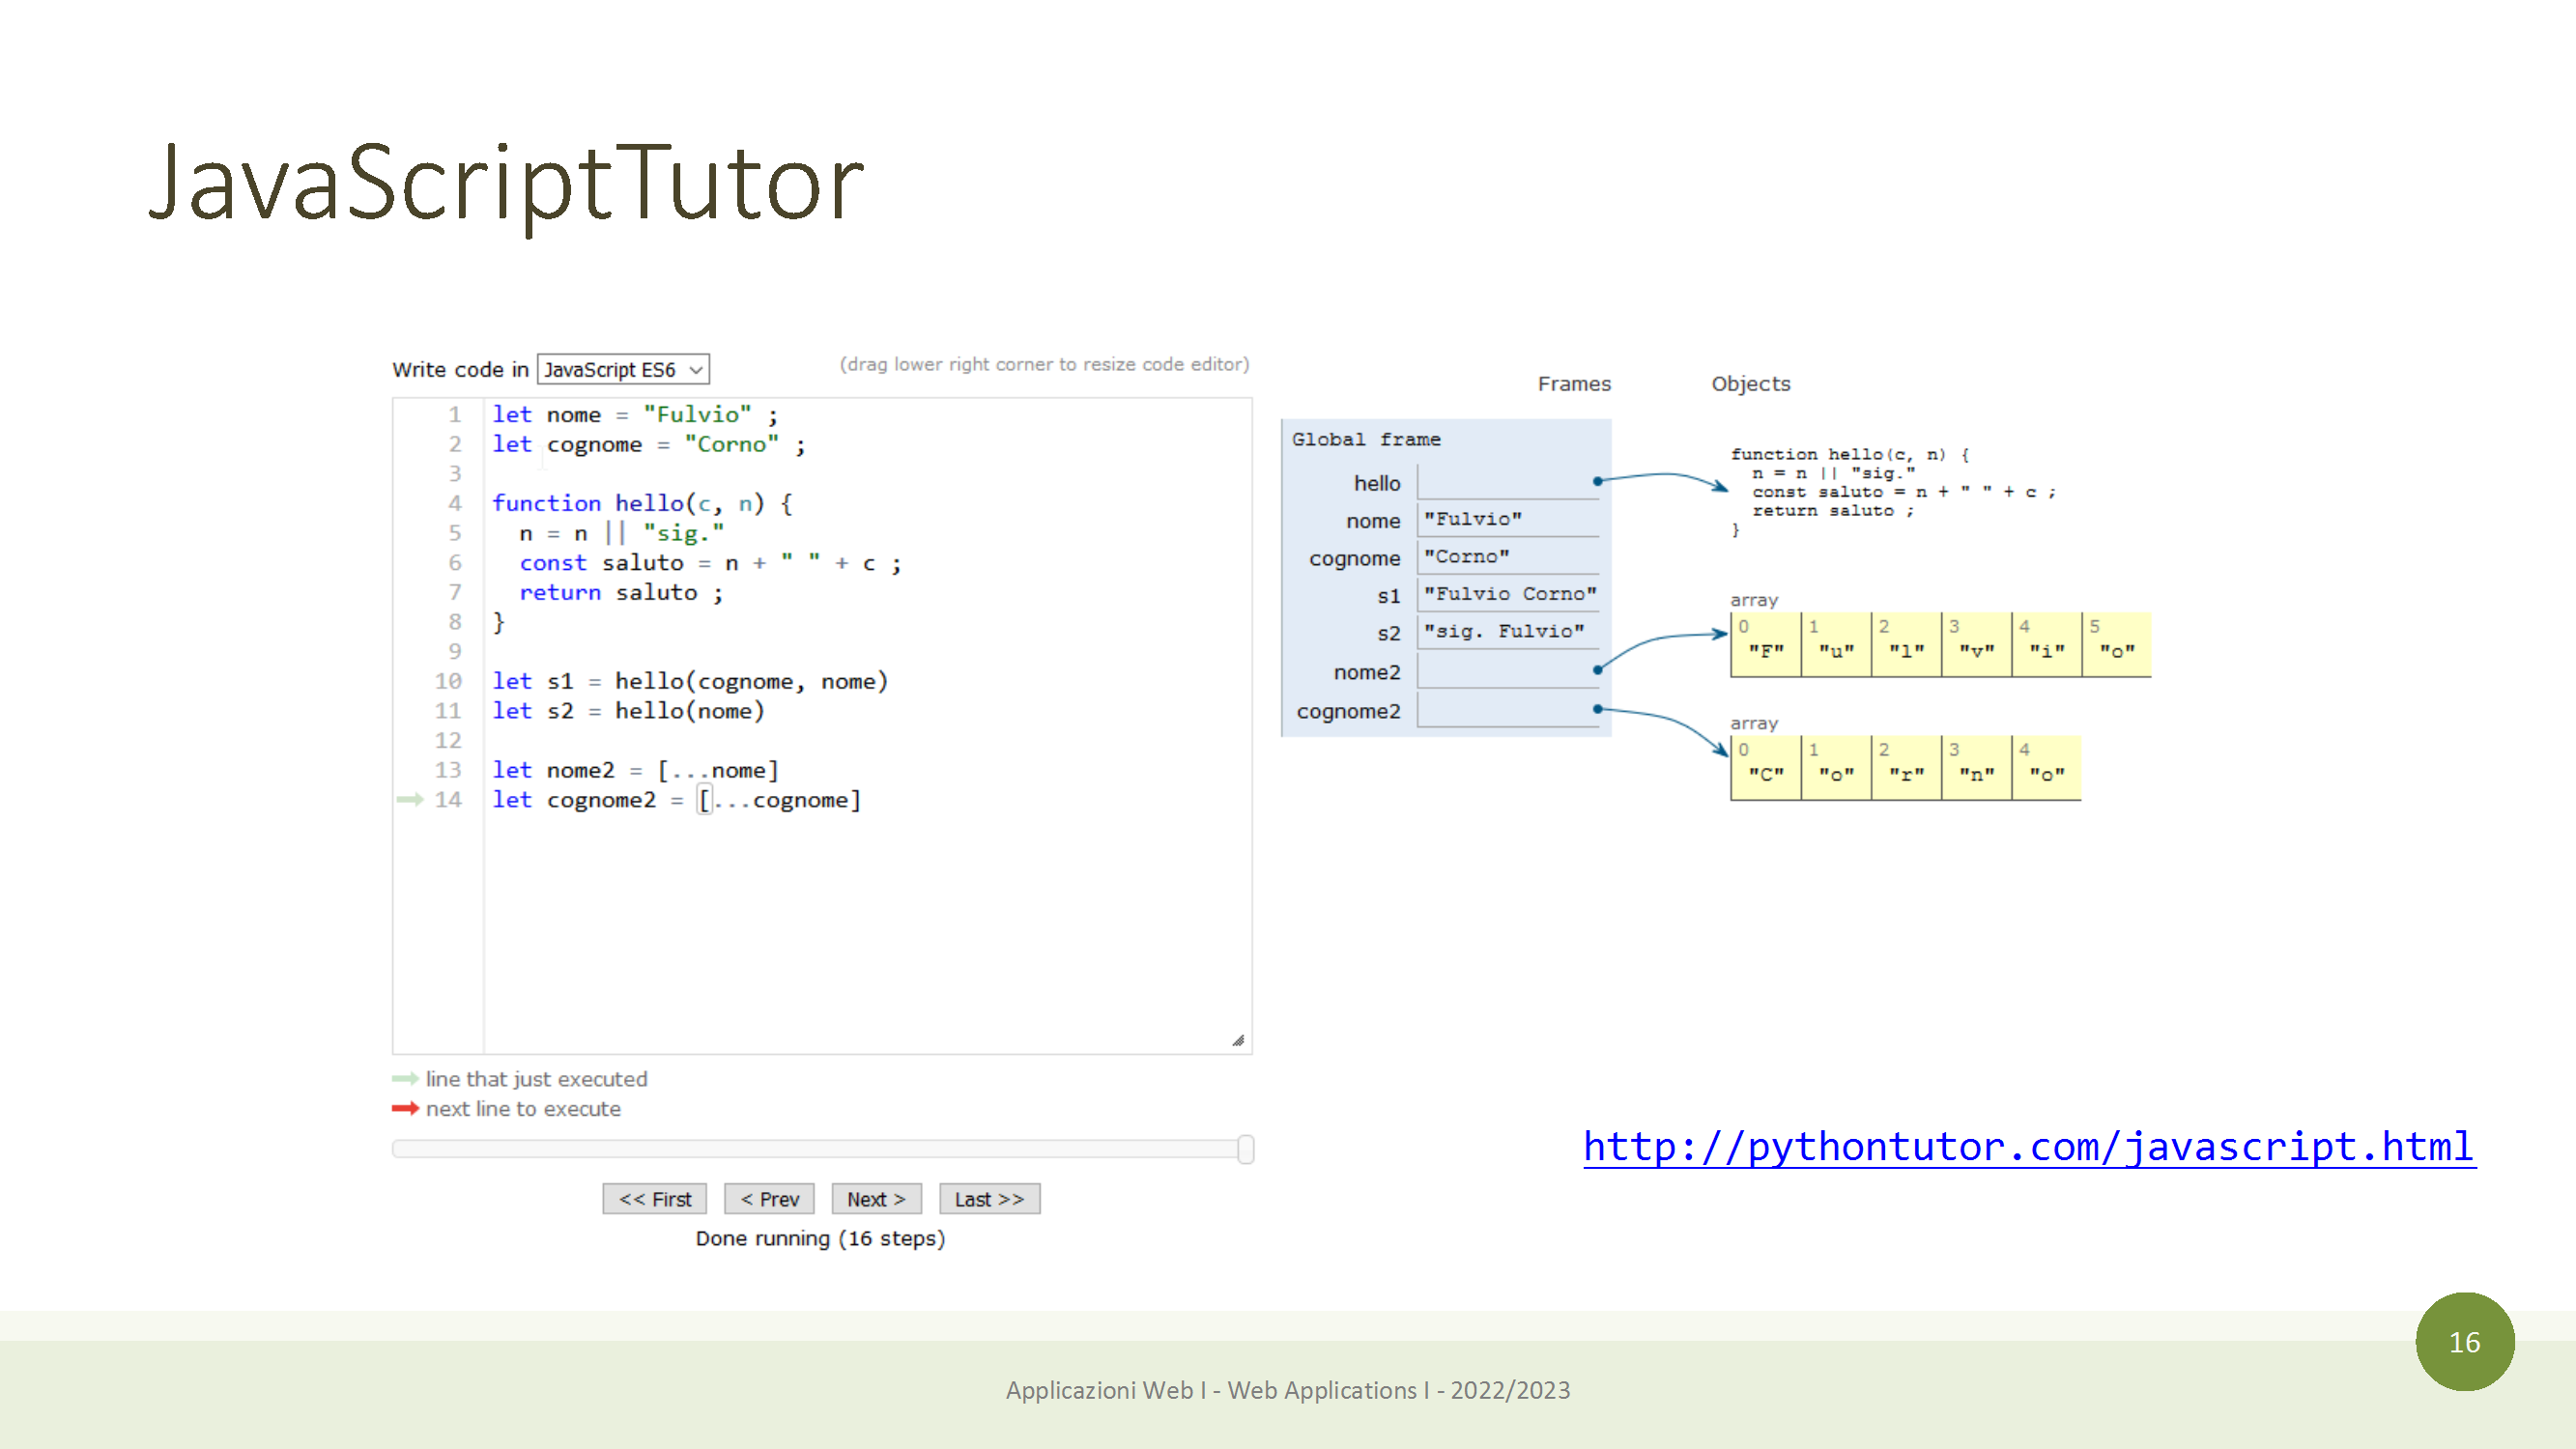 JavaScriptTutor
Write code in JavaScript ES6
(drag lower right corner to resize code editor)
1 let nome = "Fulvio" ;
2 let cognome = "Corno" ;
3
4 function hello(c, n) {
5 n = n || "sig."
6 const saluto = n + " " + c ;
7 return saluto ;
8 }
9
10 let s1 = hello(cognome, nome)
11 let s2 = hello(nome)
12
13 let nome2 = [...nome]
14 let cognome2 = [...cognome]
line that just executed
next line to execute
<< First < Prev Next > Last >>
Done running (16 steps)
Frames Objects
Global frame
hello
nome "Fulvio"
cognome "Corno"
s1 "Fulvio Corno"
s2 "sig. Fulvio"
nome2
cognome2
function hello(c, n) {
n = n || "sig."
const saluto = n + " " + c ;
return saluto ;
}
array
0 1 2 3 4 5
"F" "u" "l" "v" "i" "o"
array
0 1 2 3 4
"C" "o" "r" "n" "o"
http://pythontutor.com/javascript.html
16
Applicazioni Web I - Web Applications I - 2022/2023